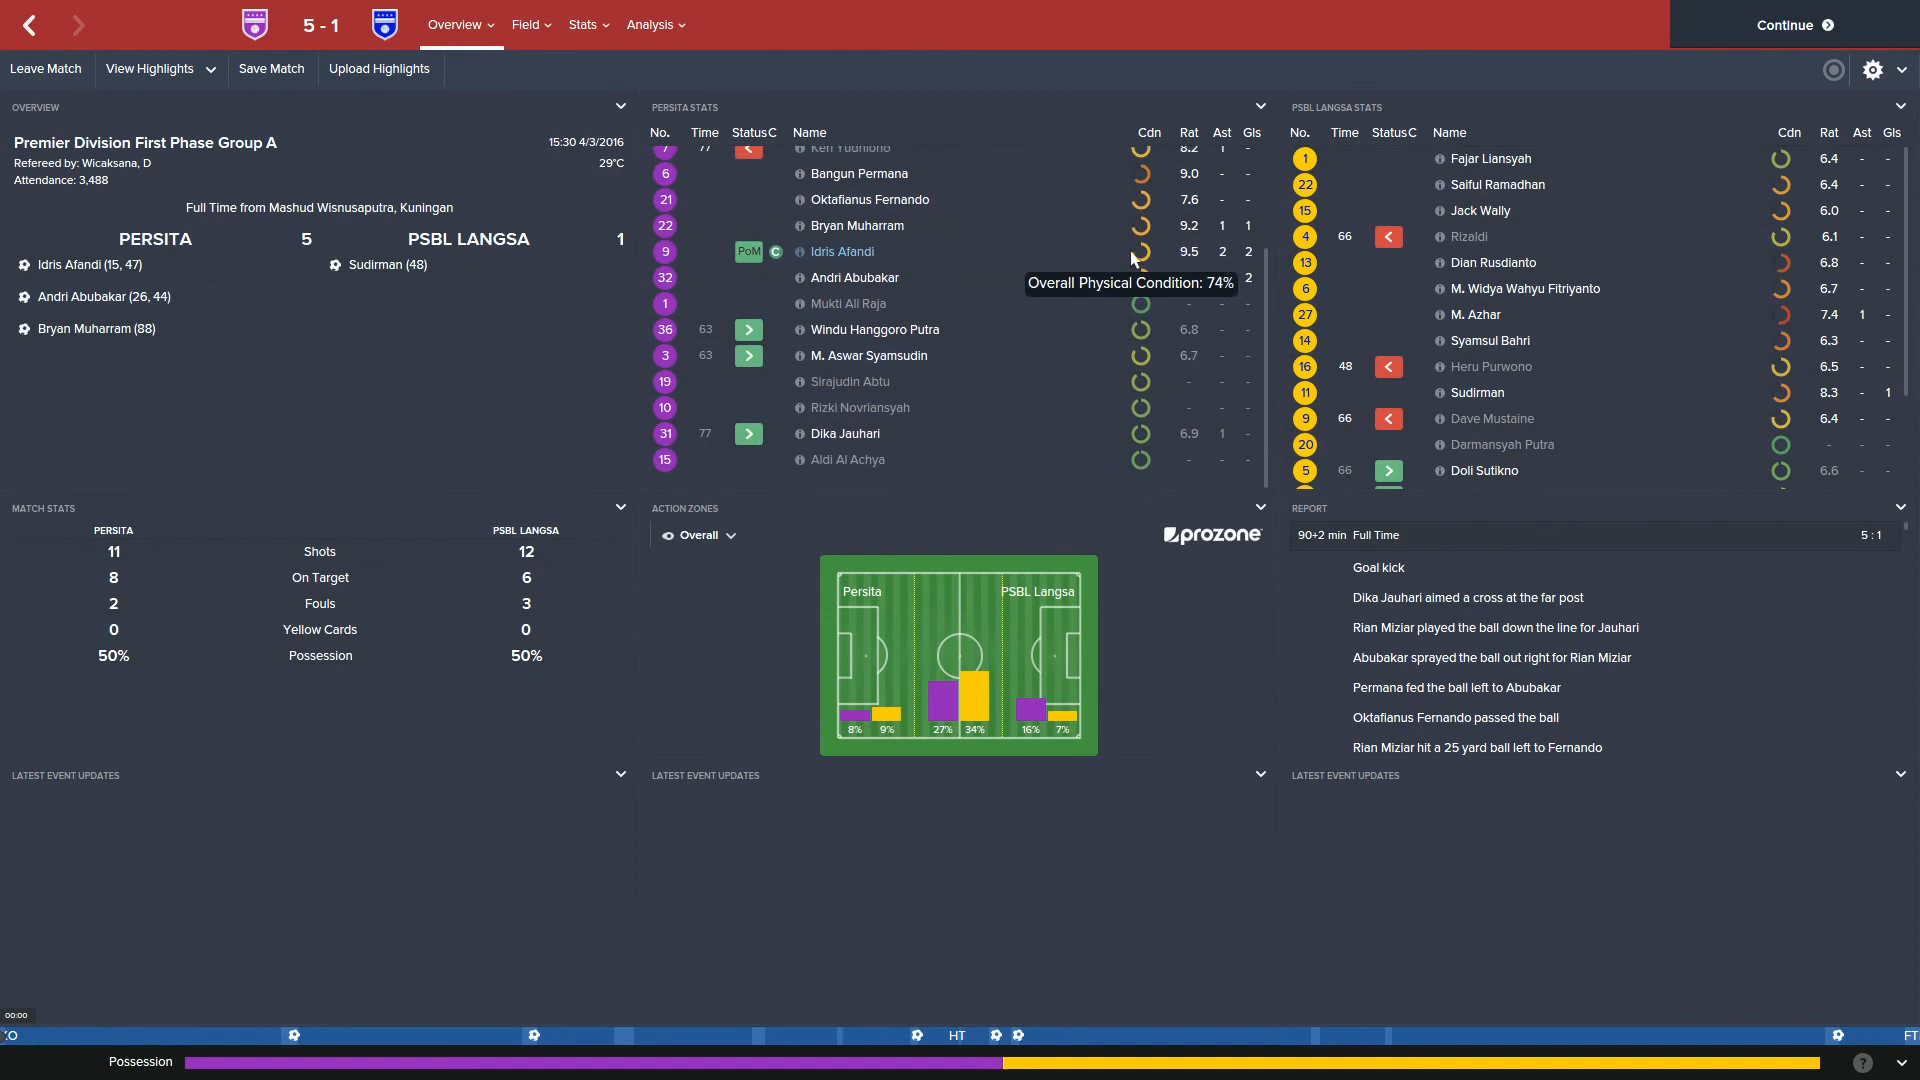 5 - 1
Overview
Field
Stats
Analysis
Continue
Leave Match
View Highlights
Save Match
Upload Highlights
OVERVIEW
Premier Division First Phase Group A
15:30 4/3/2016
Refereed by: Wicaksana, D
29°C
Attendance: 3,488
Full Time from Mashud Wisnusaputra, Kuningan
PERSITA 5 PSBL LANGSA 1
Idris Afandi (15, 47)
Sudirman (48)
Andri Abubakar (26, 44)
Bryan Muharram (88)
PERSITA STATS
No. Time Status C Name Cdn Rat Ast Gls
7 77 Keri Yudhiono 8.2 1 -
6 Bangun Permana 9.0 - -
21 Oktafianus Fernando 7.6 - -
22 Bryan Muharram 9.2 1 1
9 PoM C Idris Afandi 9.5 2 2
32 Andri Abubakar 2
Overall Physical Condition: 74%
1 Mukti Ali Raja - - -
36 63 Windu Hanggoro Putra 6.8 - -
3 63 M. Aswar Syamsudin 6.7 - -
19 Sirajudin Abtu - - -
10 Rizki Novriansyah - - -
31 77 Dika Jauhari 6.9 1 -
15 Aldi Al Achya - - -
PSBL LANGSA STATS
No. Time Status C Name Cdn Rat Ast Gls
1 Fajar Liansyah 6.4 - -
22 Saiful Ramadhan 6.4 - -
15 Jack Wally 6.0 - -
4 66 Rizaldi 6.1 - -
13 Dian Rusdianto 6.8 - -
6 M. Widya Wahyu Fitriyanto 6.7 - -
27 M. Azhar 7.4 1 -
14 Syamsul Bahri 6.3 - -
16 48 Heru Purwono 6.5 - -
11 Sudirman 8.3 - 1
9 66 Dave Mustaine 6.4 - -
20 Darmansyah Putra - - -
5 66 Doli Sutikno 6.6 - -
MATCH STATS
PERSITA PSBL LANGSA
11 Shots 12
8 On Target 6
2 Fouls 3
0 Yellow Cards 0
50% Possession 50%
ACTION ZONES
Overall
prozone
Persita PSBL Langsa
8% 9% 27% 34% 16% 7%
REPORT
90+2 min Full Time 5 : 1
Goal kick
Dika Jauhari aimed a cross at the far post
Rian Miziar played the ball down the line for Jauhari
Abubakar sprayed the ball out right for Rian Miziar
Permana fed the ball left to Abubakar
Oktafianus Fernando passed the ball
Rian Miziar hit a 25 yard ball left to Fernando
LATEST EVENT UPDATES
LATEST EVENT UPDATES
LATEST EVENT UPDATES
00:00
KO HT FT
Possession
?